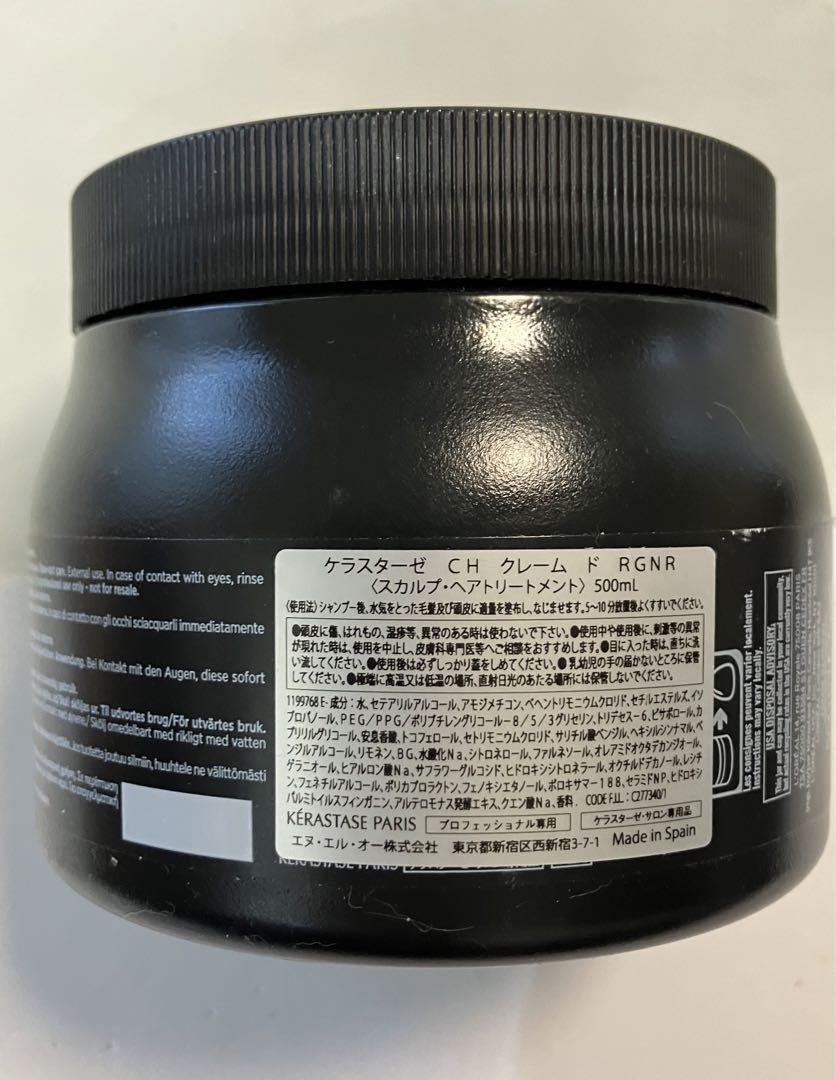 External use. In case of contact with eyes, rinse
not for resale.
In caso di contatto con gli occhi sciacquarli immediatamente
Anwendung. Bei Kontakt mit den Augen, diese sofort
sköljas ur. Till utvortes bruk/För utvärtes bruk.
Skölj omedelbart med rikligt med vatten
tuotetta joutuu silmiin, huuhtele ne välittömästi
ケラスターゼ CH クレーム ド RGNR
〈スカルプ・ヘアトリートメント〉 500mL
〈使用法〉シャンプー後、水気をとった毛髪及び頭皮に適量を塗布し、なじませます。5～10分放置後よくすすいでください。
●頭皮に傷、はれもの、湿疹等、異常のある時は使わないで下さい。●使用中や使用後に、刺激等の異常
が現れた時は、使用を中止し、皮膚科専門医等へご相談をおすすめします。●目に入った時は、直ちに洗
い流してください。●使用後は必ずしっかり蓋をしめてください。●乳幼児の手の届かないところに保管
してください。●極端に高温又は低温の場所、直射日光のあたる場所には保管しないでください。
1199768 E- 成分：水、セテアリルアルコール、アモジメチコン、ベヘントリモニウムクロリド、セチルエステルズ、イソ
プロパノール、PEG/PPG/ポリブチレングリコール-8/5/3グリセリン、トリデセス-6、ビサボロール、カ
プリリルグリコール、安息香酸、トコフェロール、セトリモニウムクロリド、サリチル酸ベンジル、ヘキシルシンナマル、ベ
ンジルアルコール、リモネン、BG、水酸化Na、シトロネロール、ファルネソール、オレアミドオクタデカンジオール、
ゲラニオール、ヒアルロン酸Na、サフラワーグルコシド、ヒドロキシシトロネラール、オクチルドデカノール、レシチ
ン、フェネチルアルコール、ポリカプロラクトン、フェノキシエタノール、ポロキサマー188、セラミドNP、ヒドロキシ
パルミトイルスフィンガニン、アルテロモナス発酵エキス、クエン酸Na、香料. CODE F.I.L.: C277340/1
KÉRASTASE PARIS プロフェッショナル専用 ケラスターゼ・サロン専用品
エヌ・エル・オー株式会社 東京都新宿区西新宿3-7-1 Made in Spain
KÉRASTASE PARIS
Les consignes peuvent varier localement.
Instructions may vary locally.
USA DISPOSAL ADVISORY.